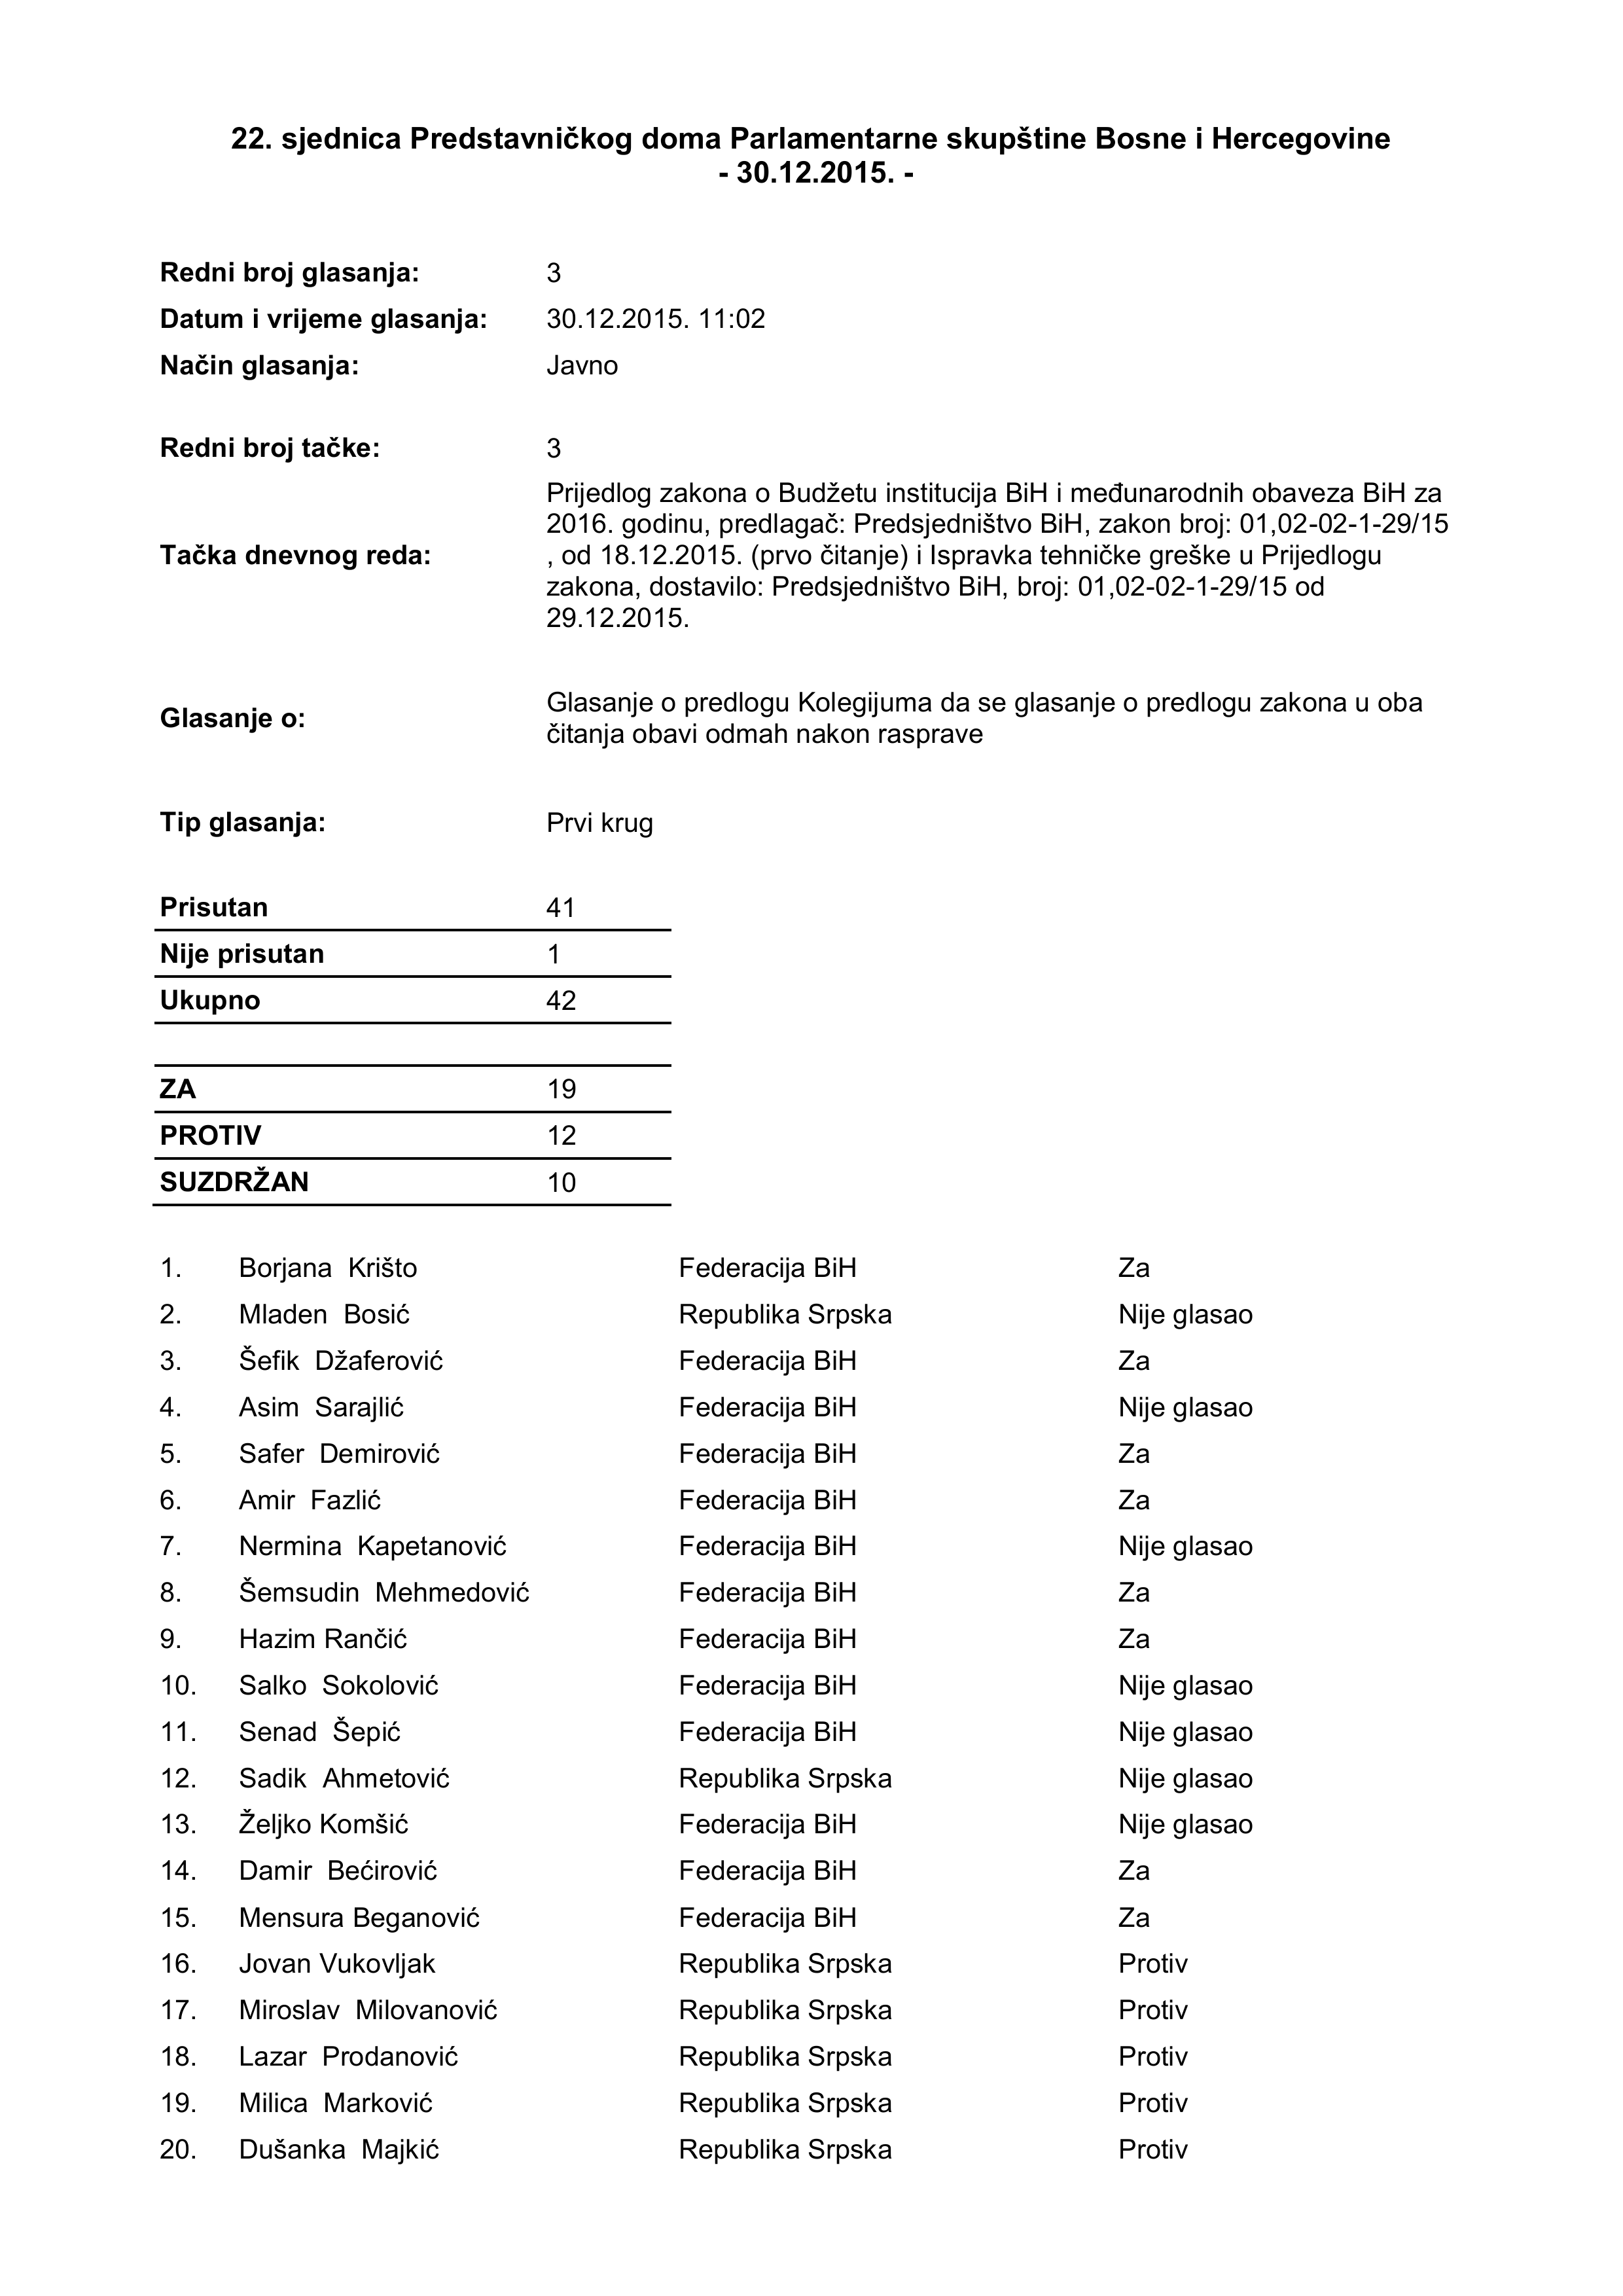 22. sjednica Predstavničkog doma Parlamentarne skupštine Bosne i Hercegovine
- 30.12.2015. -
Redni broj glasanja: 3
Datum i vrijeme glasanja: 30.12.2015. 11:02
Način glasanja: Javno
Redni broj tačke: 3
Tačka dnevnog reda: Prijedlog zakona o Budžetu institucija BiH i međunarodnih obaveza BiH za
2016. godinu, predlagač: Predsjedništvo BiH, zakon broj: 01,02-02-1-29/15
, od 18.12.2015. (prvo čitanje) i Ispravka tehničke greške u Prijedlogu
zakona, dostavilo: Predsjedništvo BiH, broj: 01,02-02-1-29/15 od
29.12.2015.
Glasanje o: Glasanje o predlogu Kolegijuma da se glasanje o predlogu zakona u oba
čitanja obavi odmah nakon rasprave
Tip glasanja: Prvi krug
Prisutan 41
Nije prisutan 1
Ukupno 42
ZA 19
PROTIV 12
SUZDRŽAN 10
1. Borjana Krišto Federacija BiH Za
2. Mladen Bosić Republika Srpska Nije glasao
3. Šefik Džaferović Federacija BiH Za
4. Asim Sarajlić Federacija BiH Nije glasao
5. Safer Demirović Federacija BiH Za
6. Amir Fazlić Federacija BiH Za
7. Nermina Kapetanović Federacija BiH Nije glasao
8. Šemsudin Mehmedović Federacija BiH Za
9. Hazim Rančić Federacija BiH Za
10. Salko Sokolović Federacija BiH Nije glasao
11. Senad Šepić Federacija BiH Nije glasao
12. Sadik Ahmetović Republika Srpska Nije glasao
13. Željko Komšić Federacija BiH Nije glasao
14. Damir Bećirović Federacija BiH Za
15. Mensura Beganović Federacija BiH Za
16. Jovan Vukovljak Republika Srpska Protiv
17. Miroslav Milovanović Republika Srpska Protiv
18. Lazar Prodanović Republika Srpska Protiv
19. Milica Marković Republika Srpska Protiv
20. Dušanka Majkić Republika Srpska Protiv